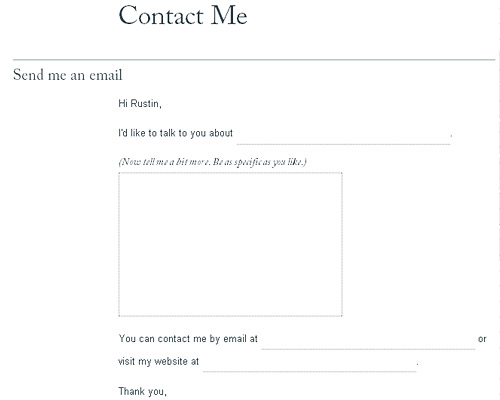 Contact Me
Send me an email
Hi Rustin,
I'd like to talk to you about .
(Now tell me a bit more. Be as specific as you like.)
You can contact me by email at or
visit my website at .
Thank you,